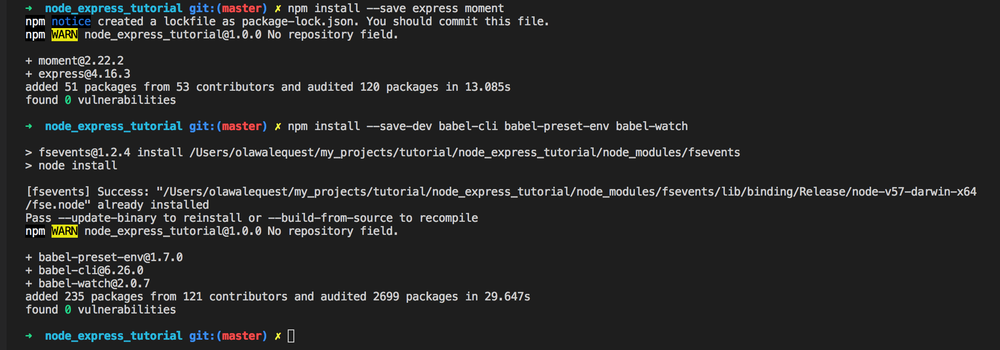 ➜  node_express_tutorial git:(master) ✗ npm install --save express moment
npm notice created a lockfile as package-lock.json. You should commit this file.
npm WARN node_express_tutorial@1.0.0 No repository field.
+ moment@2.22.2
+ express@4.16.3
added 51 packages from 53 contributors and audited 120 packages in 13.085s
found 0 vulnerabilities
➜  node_express_tutorial git:(master) ✗ npm install --save-dev babel-cli babel-preset-env babel-watch
> fsevents@1.2.4 install /Users/olawalequest/my_projects/tutorial/node_express_tutorial/node_modules/fsevents
> node install
[fsevents] Success: "/Users/olawalequest/my_projects/tutorial/node_express_tutorial/node_modules/fsevents/lib/binding/Release/node-v57-darwin-x64
/fse.node" already installed
Pass --update-binary to reinstall or --build-from-source to recompile
npm WARN node_express_tutorial@1.0.0 No repository field.
+ babel-preset-env@1.7.0
+ babel-cli@6.26.0
+ babel-watch@2.0.7
added 235 packages from 121 contributors and audited 2699 packages in 29.647s
found 0 vulnerabilities
➜  node_express_tutorial git:(master) ✗